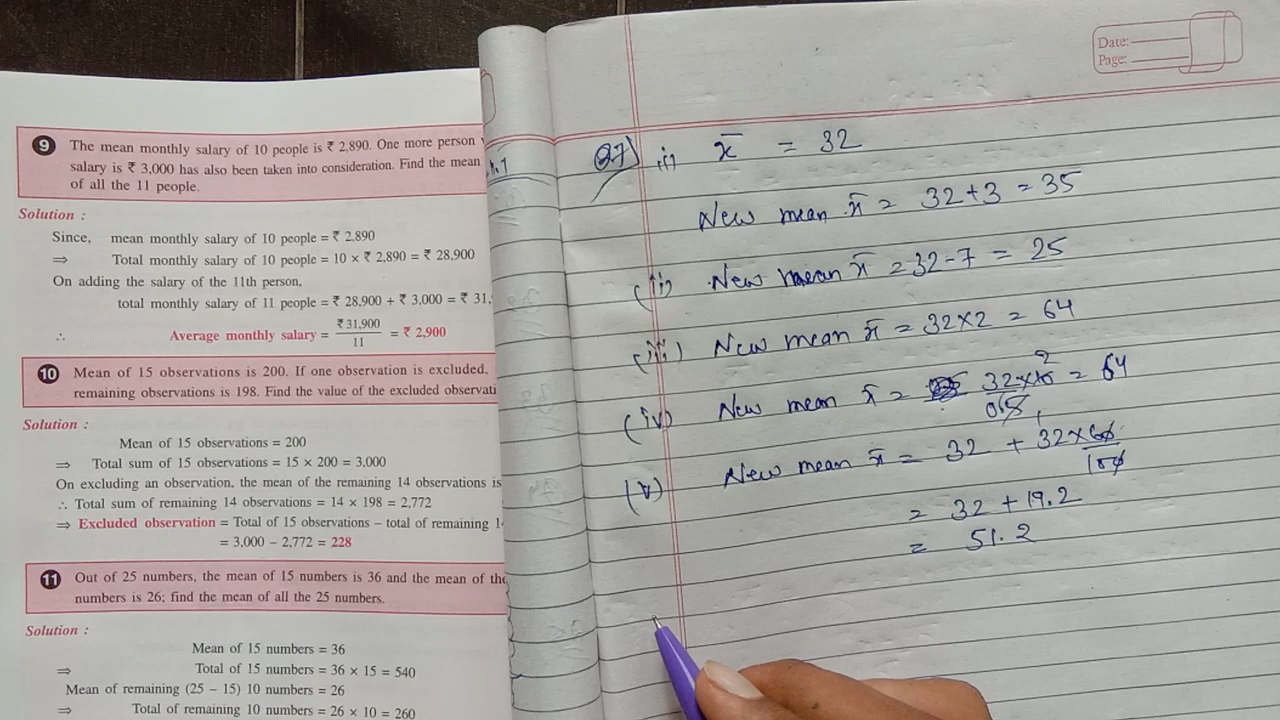 9 The mean monthly salary of 10 people is ₹ 2,890. One more person
salary is ₹ 3,000 has also been taken into consideration. Find the mean
of all the 11 people.
Solution :
Since, mean monthly salary of 10 people = ₹ 2,890
⇒ Total monthly salary of 10 people = 10 × ₹ 2,890 = ₹ 28,900
On adding the salary of the 11th person,
total monthly salary of 11 people = ₹ 28,900 + ₹ 3,000 = ₹ 31,
∴ Average monthly salary = ₹ 31,900 / 11 = ₹ 2,900
10 Mean of 15 observations is 200. If one observation is excluded,
remaining observations is 198. Find the value of the excluded observati
Solution :
Mean of 15 observations = 200
⇒ Total sum of 15 observations = 15 × 200 = 3,000
On excluding an observation, the mean of the remaining 14 observations is
∴ Total sum of remaining 14 observations = 14 × 198 = 2,772
⇒ Excluded observation = Total of 15 observations – total of remaining 1
= 3,000 – 2,772 = 228
11 Out of 25 numbers, the mean of 15 numbers is 36 and the mean of the
numbers is 26; find the mean of all the 25 numbers.
Solution :
Mean of 15 numbers = 36
⇒ Total of 15 numbers = 36 × 15 = 540
Mean of remaining (25 – 15) 10 numbers = 26
⇒ Total of remaining 10 numbers = 26 × 10 = 260
Date:
Page:
Q7) (i) x̄ = 32
New mean x̄ = 32+3 = 35
(ii) New mean x̄ = 32-7 = 25
(iii) New mean x̄ = 32×2 = 64
(iv) New mean x̄ = 32×10 / 05 = 64
2
1
(v) New mean x̄ = 32 + 32×60 / 100
= 32 + 19.2
= 51.2